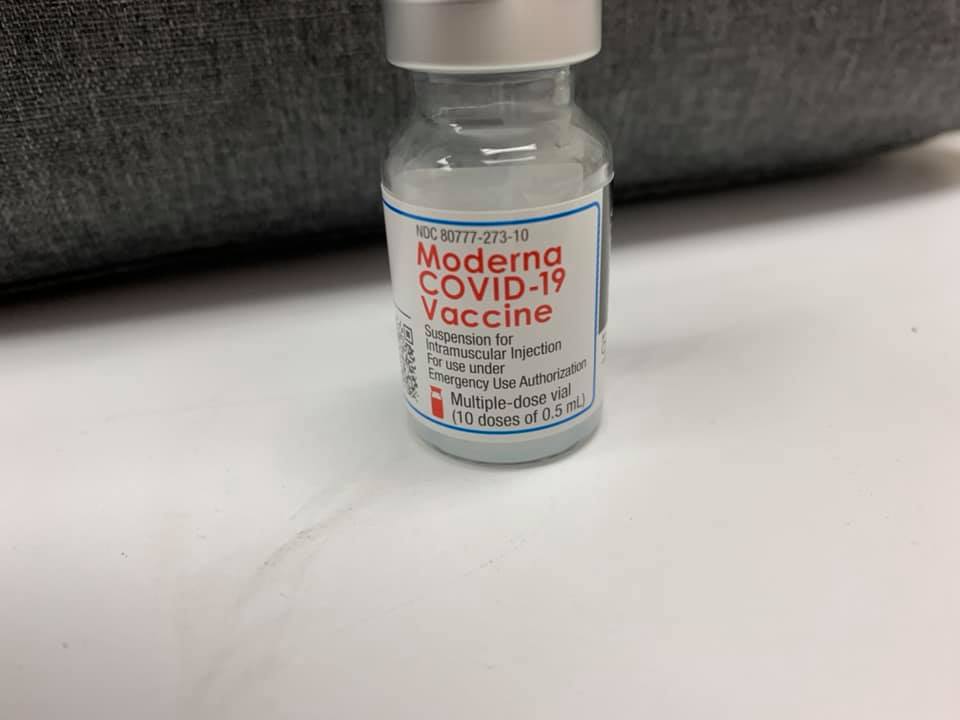 NDC 80777-273-10
Moderna
COVID-19
Vaccine
Suspension for
Intramuscular Injection
For use under
Emergency Use Authorization
Multiple-dose vial
(10 doses of 0.5 mL)